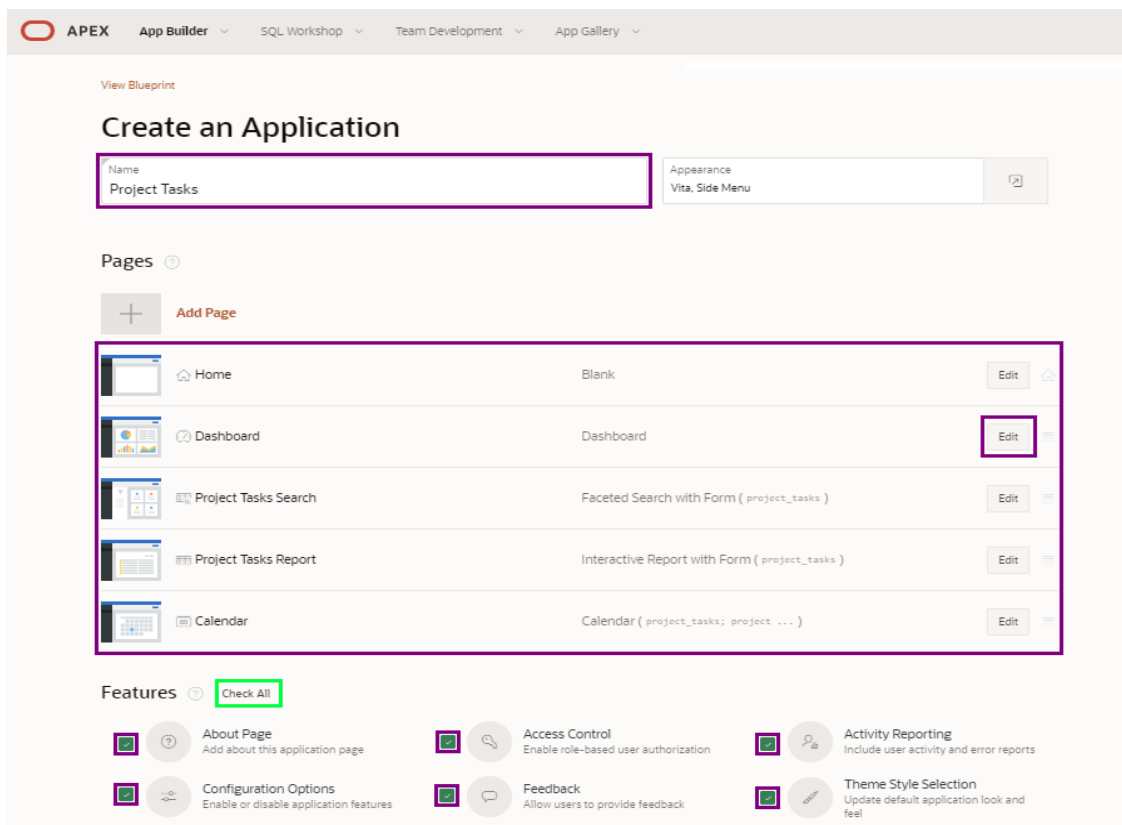 APEX App Builder SQL Workshop Team Development App Gallery
View Blueprint
Create an Application
Name
Project Tasks
Appearance
Vita, Side Menu
Pages ?
Add Page
Home Blank Edit
Dashboard Dashboard Edit
Project Tasks Search Faceted Search with Form ( project_tasks ) Edit
Project Tasks Report Interactive Report with Form ( project_tasks ) Edit
Calendar Calendar ( project_tasks; project ... ) Edit
Features ? Check All
About Page
Add about this application page
Access Control
Enable role-based user authorization
Activity Reporting
Include user activity and error reports
Configuration Options
Enable or disable application features
Feedback
Allow users to provide feedback
Theme Style Selection
Update default application look and
feel